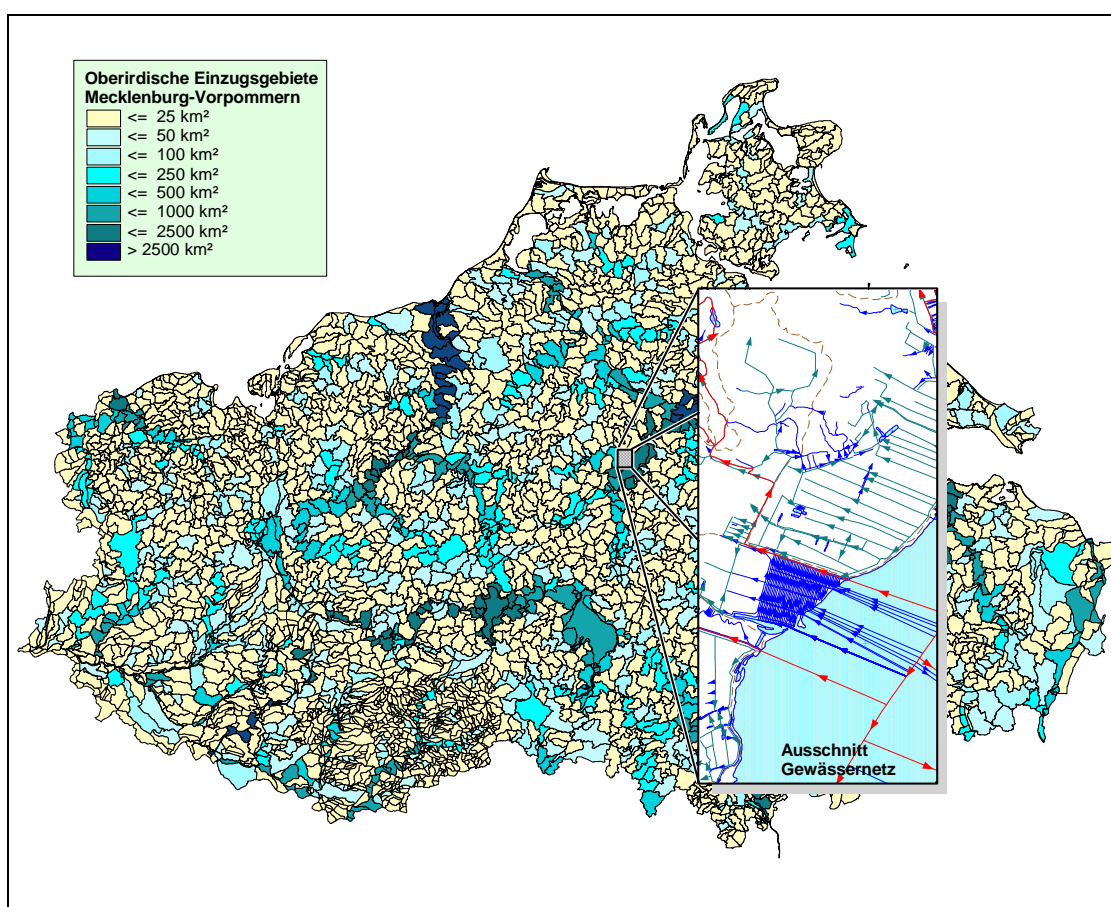 Oberirdische Einzugsgebiete
Mecklenburg-Vorpommern
<= 25 km²
<= 50 km²
<= 100 km²
<= 250 km²
<= 500 km²
<= 1000 km²
<= 2500 km²
> 2500 km²
Ausschnitt
Gewässernetz